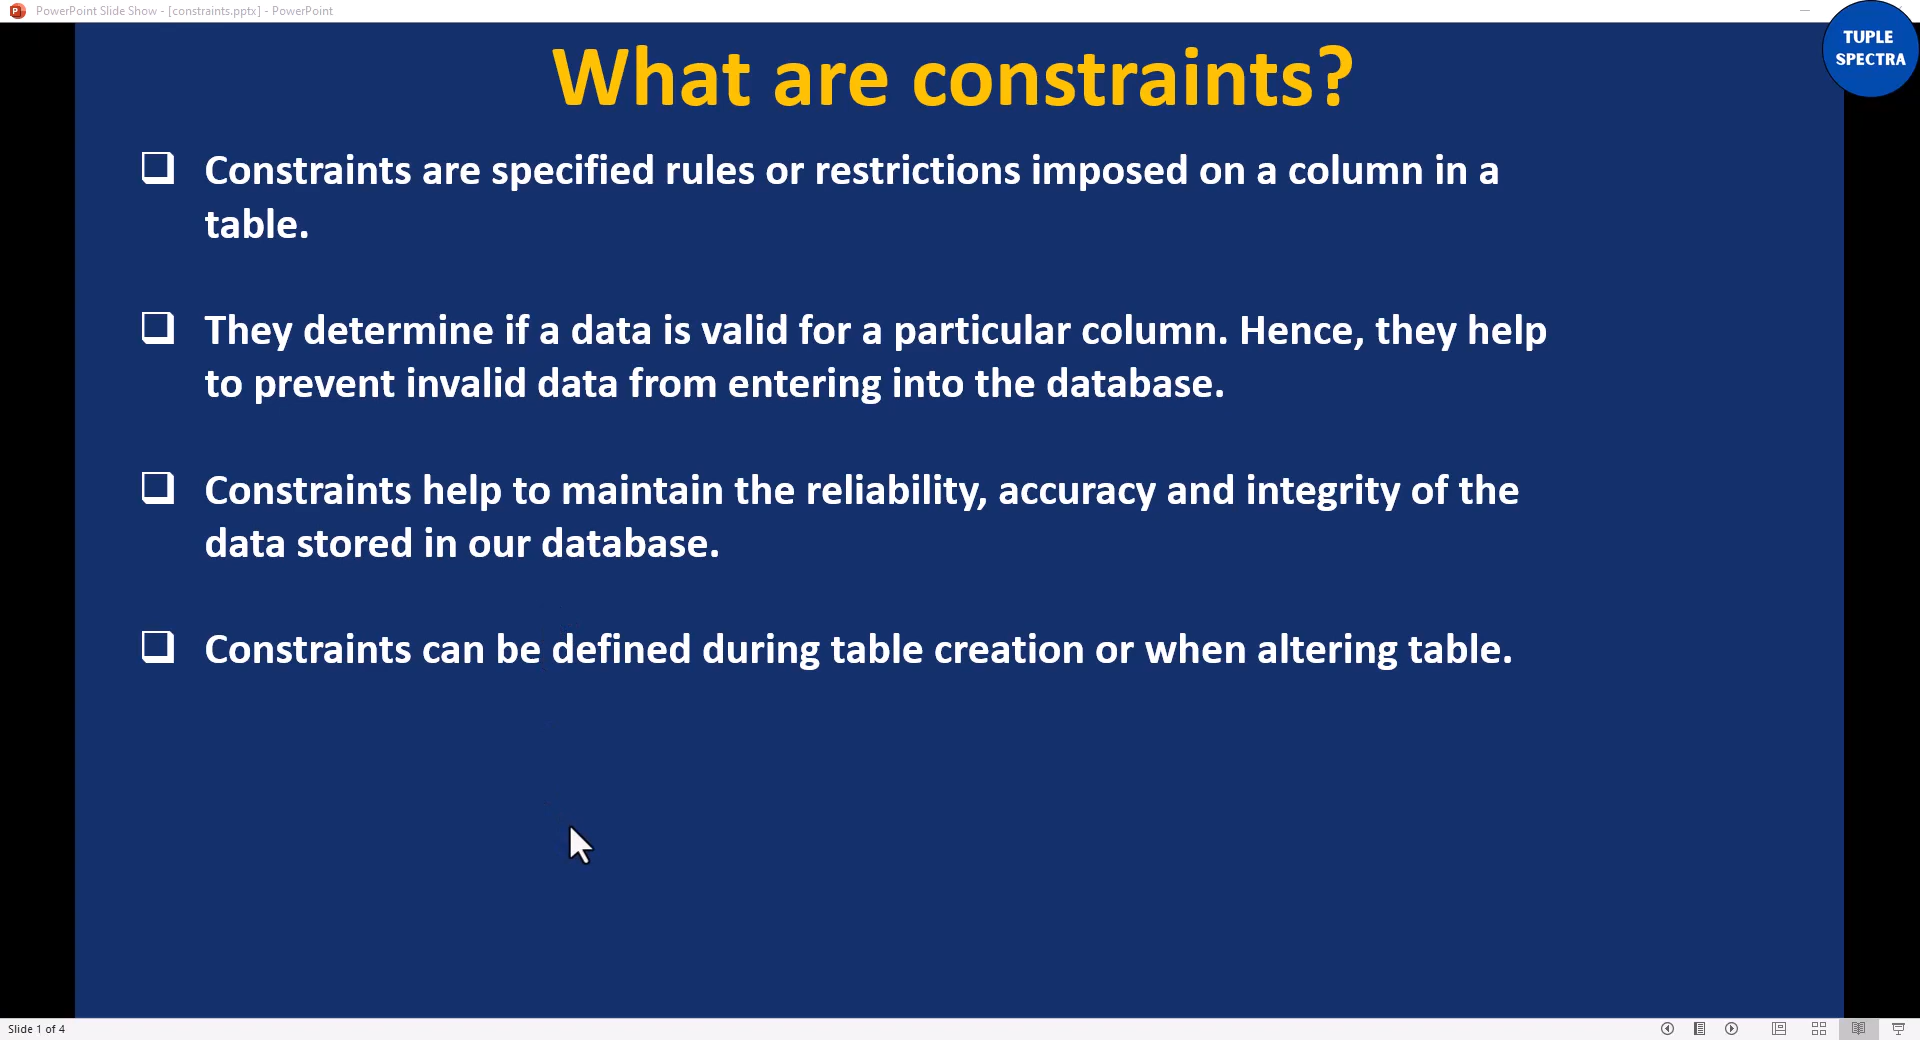 PowerPoint Slide Show - [constraints.pptx] - PowerPoint
TUPLE
SPECTRA
What are constraints?
Constraints are specified rules or restrictions imposed on a column in a
table.
They determine if a data is valid for a particular column. Hence, they help
to prevent invalid data from entering into the database.
Constraints help to maintain the reliability, accuracy and integrity of the
data stored in our database.
Constraints can be defined during table creation or when altering table.
Slide 1 of 4